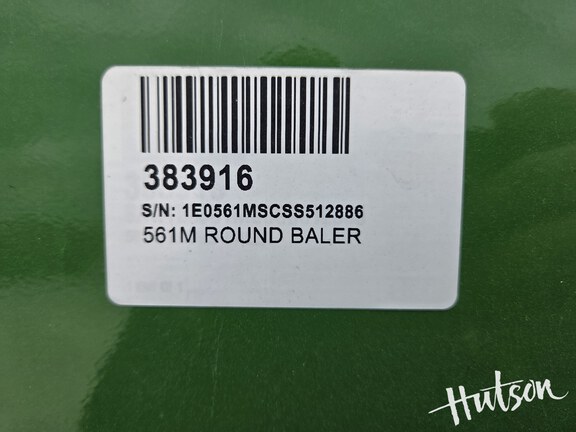 383916
S/N: 1E0561MSCSS512886
561M ROUND BALER
Hutson